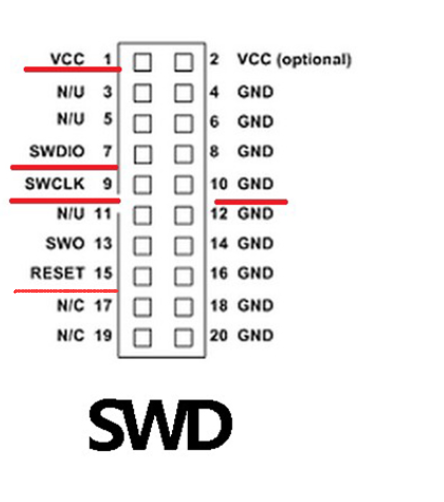 VCC 1 2 VCC (optional)
N/U 3 4 GND
N/U 5 6 GND
SWDIO 7 8 GND
SWCLK 9 10 GND
N/U 11 12 GND
SWO 13 14 GND
RESET 15 16 GND
N/C 17 18 GND
N/C 19 20 GND
SWD